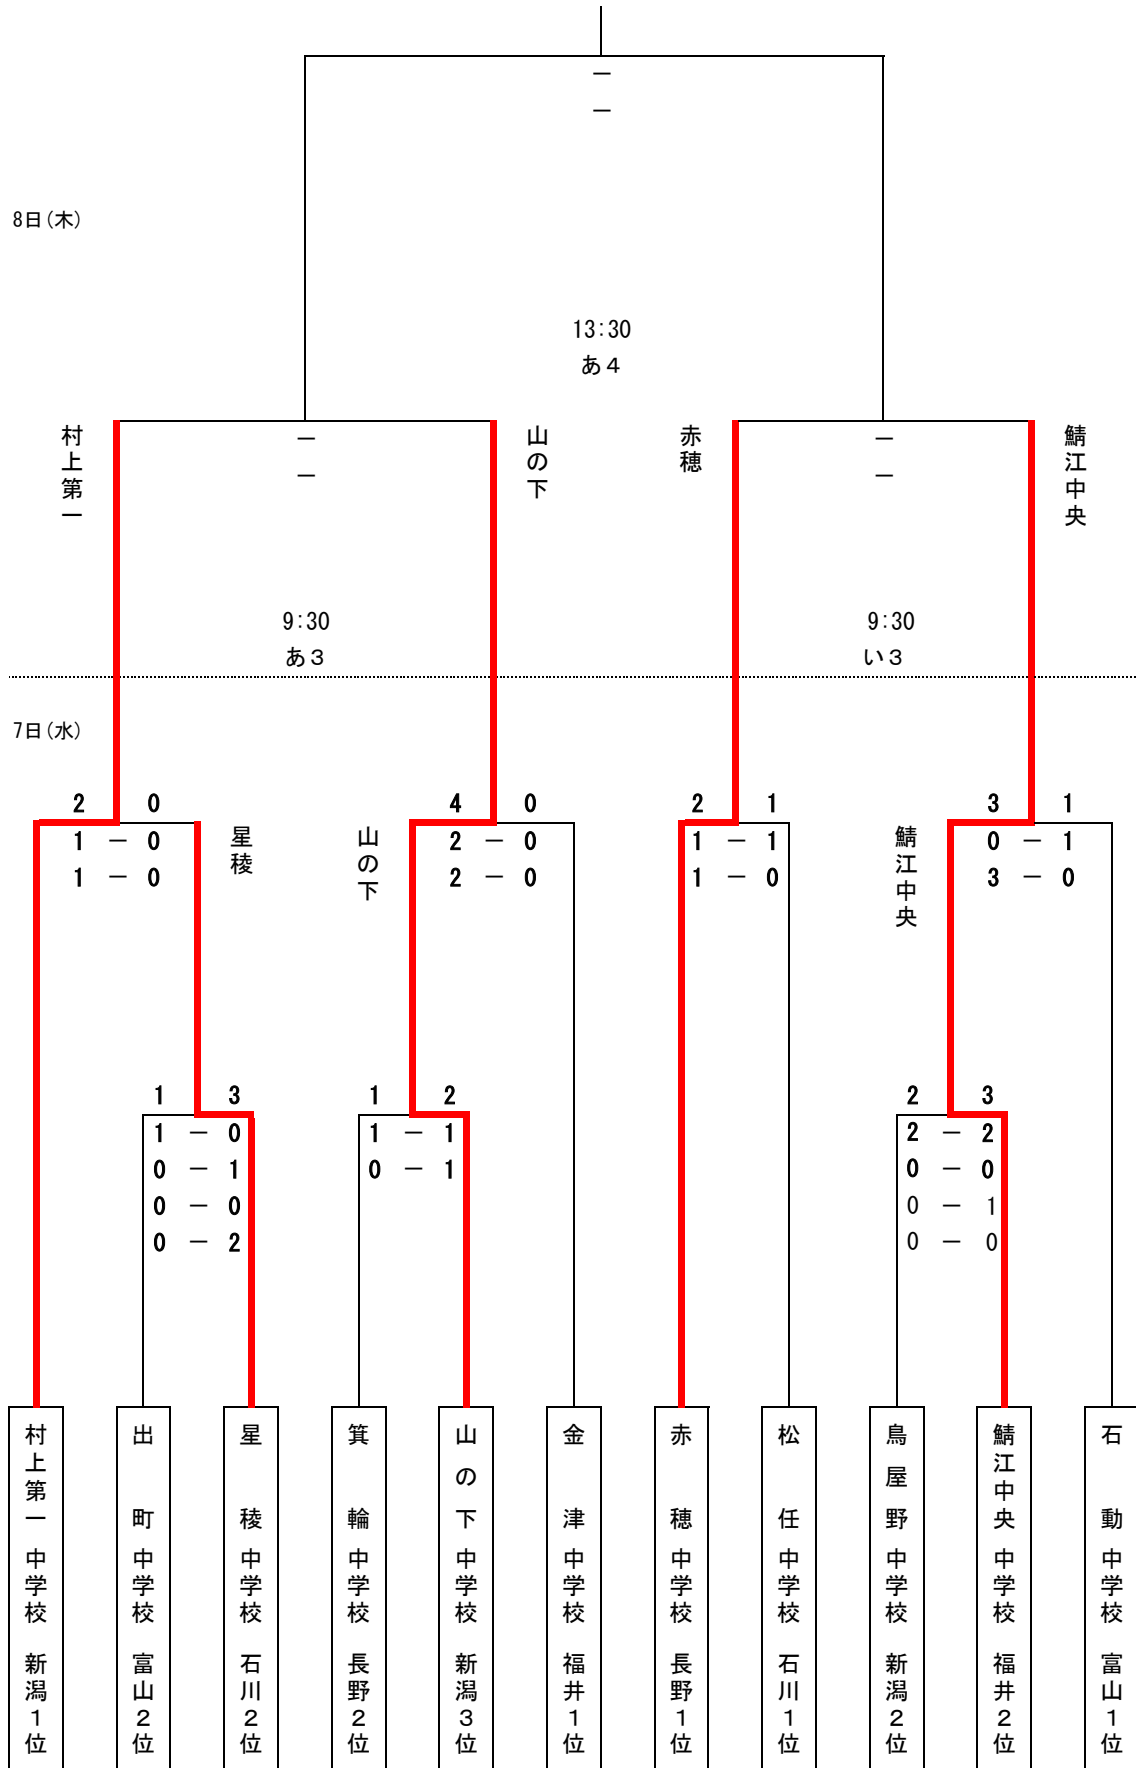 －
－
8日(木)
13:30
あ４
村上第一
－
－
山の下
赤穂
－
－
鯖江中央
9:30
あ３
9:30
い３
7日(水)
2 0
1 － 0
1 － 0
星稜
山の下
4 0
2 － 0
2 － 0
2 1
1 － 1
1 － 0
鯖江中央
3 1
0 － 1
3 － 0
1 3
1 － 0
0 － 1
0 － 0
0 － 2
1 2
1 － 1
0 － 1
2 3
2 － 2
0 － 0
0 － 1
0 － 0
村上第一 中学校 新潟１位
出町 中学校 富山２位
星稜 中学校 石川２位
箕輪 中学校 長野２位
山の下 中学校 新潟３位
金津 中学校 福井１位
赤穂 中学校 長野１位
松任 中学校 石川１位
鳥屋野 中学校 新潟２位
鯖江中央 中学校 福井２位
石動 中学校 富山１位